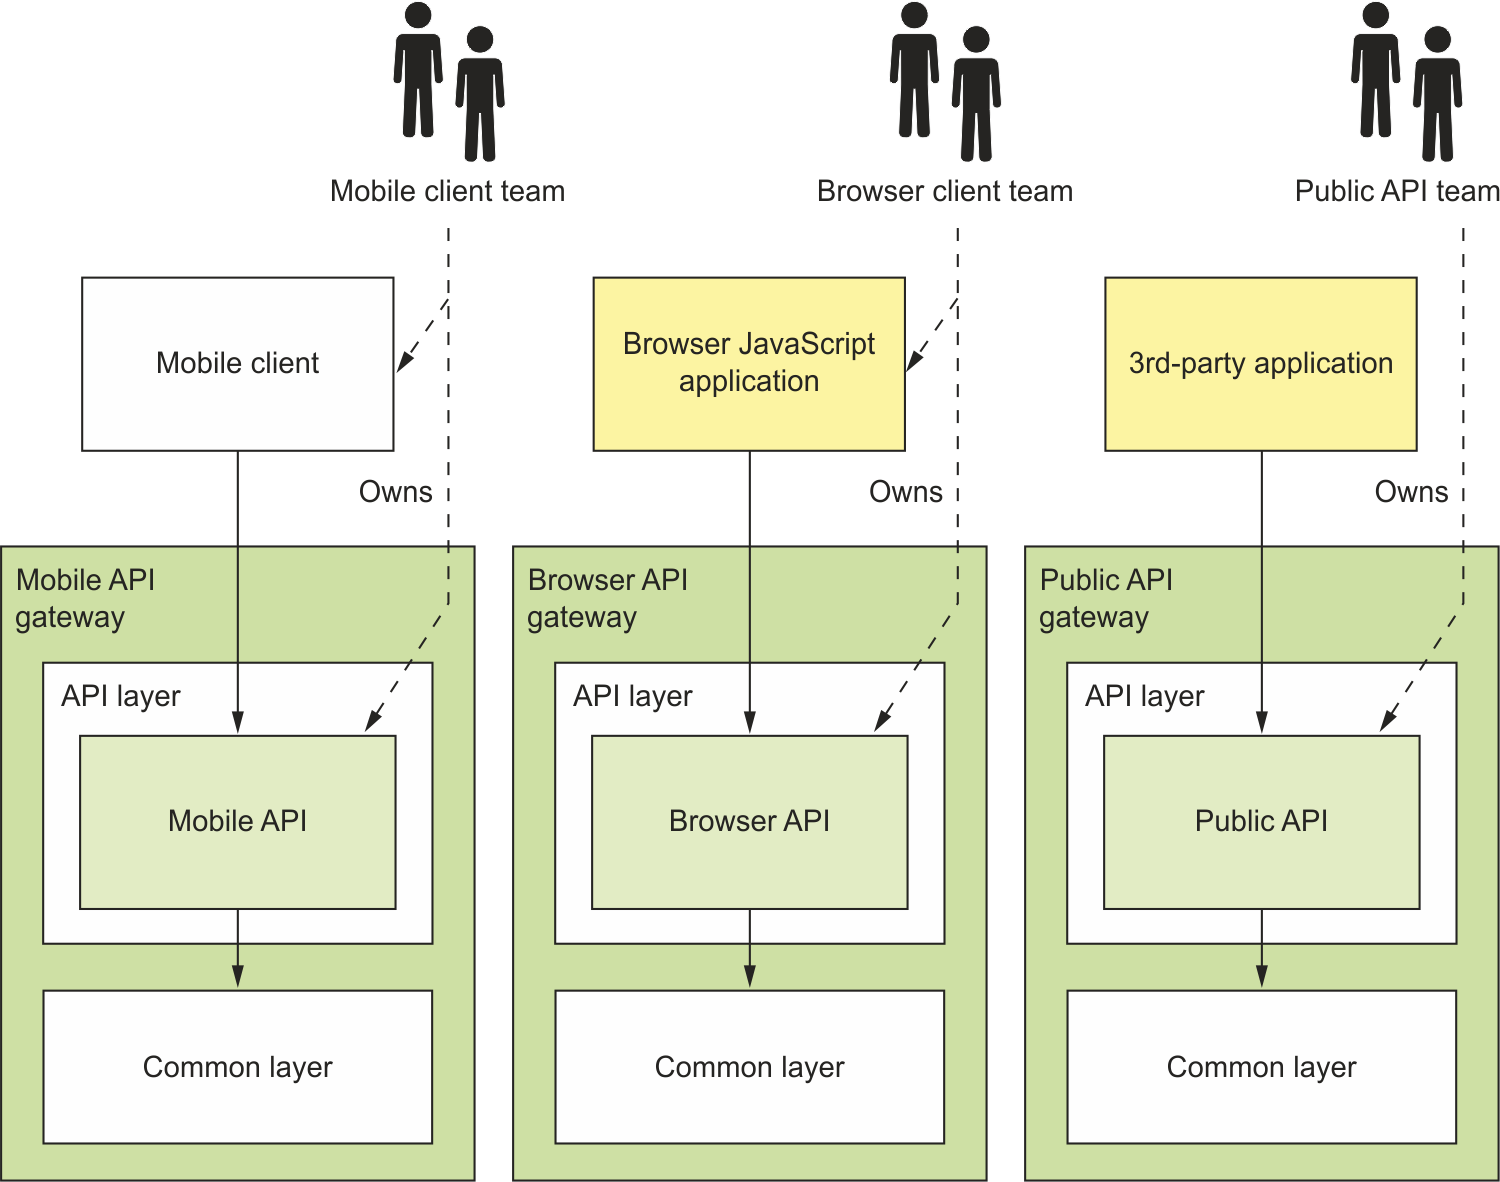 Mobile client team
Browser client team
Public API team
Mobile client
Browser JavaScript
application
3rd-party application
Owns
Owns
Owns
Mobile API
gateway
Browser API
gateway
Public API
gateway
API layer
API layer
API layer
Mobile API
Browser API
Public API
Common layer
Common layer
Common layer